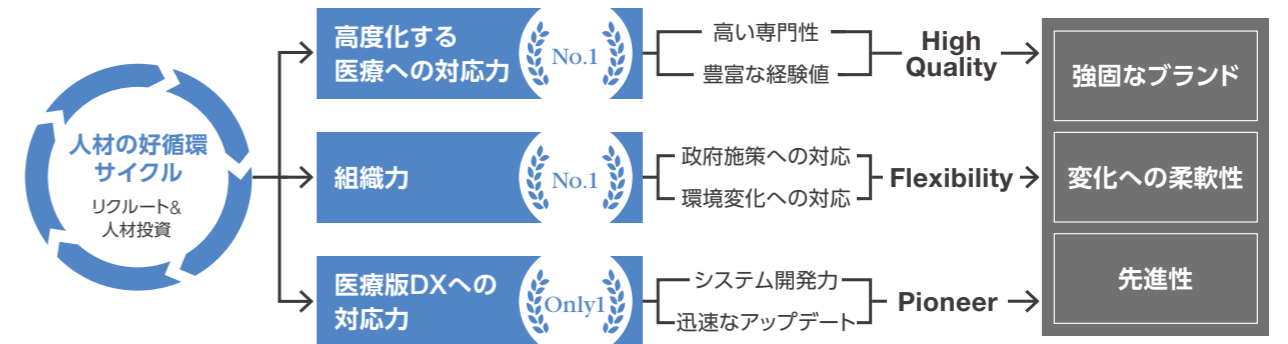 人材の好循環
サイクル
リクルート&
人材投資
高度化する
医療への対応力
No.1
高い専門性
豊富な経験値
High
Quality
強固なブランド
組織力
No.1
政府施策への対応
環境変化への対応
Flexibility
変化への柔軟性
医療版DXへの
対応力
Only1
システム開発力
迅速なアップデート
Pioneer
先進性